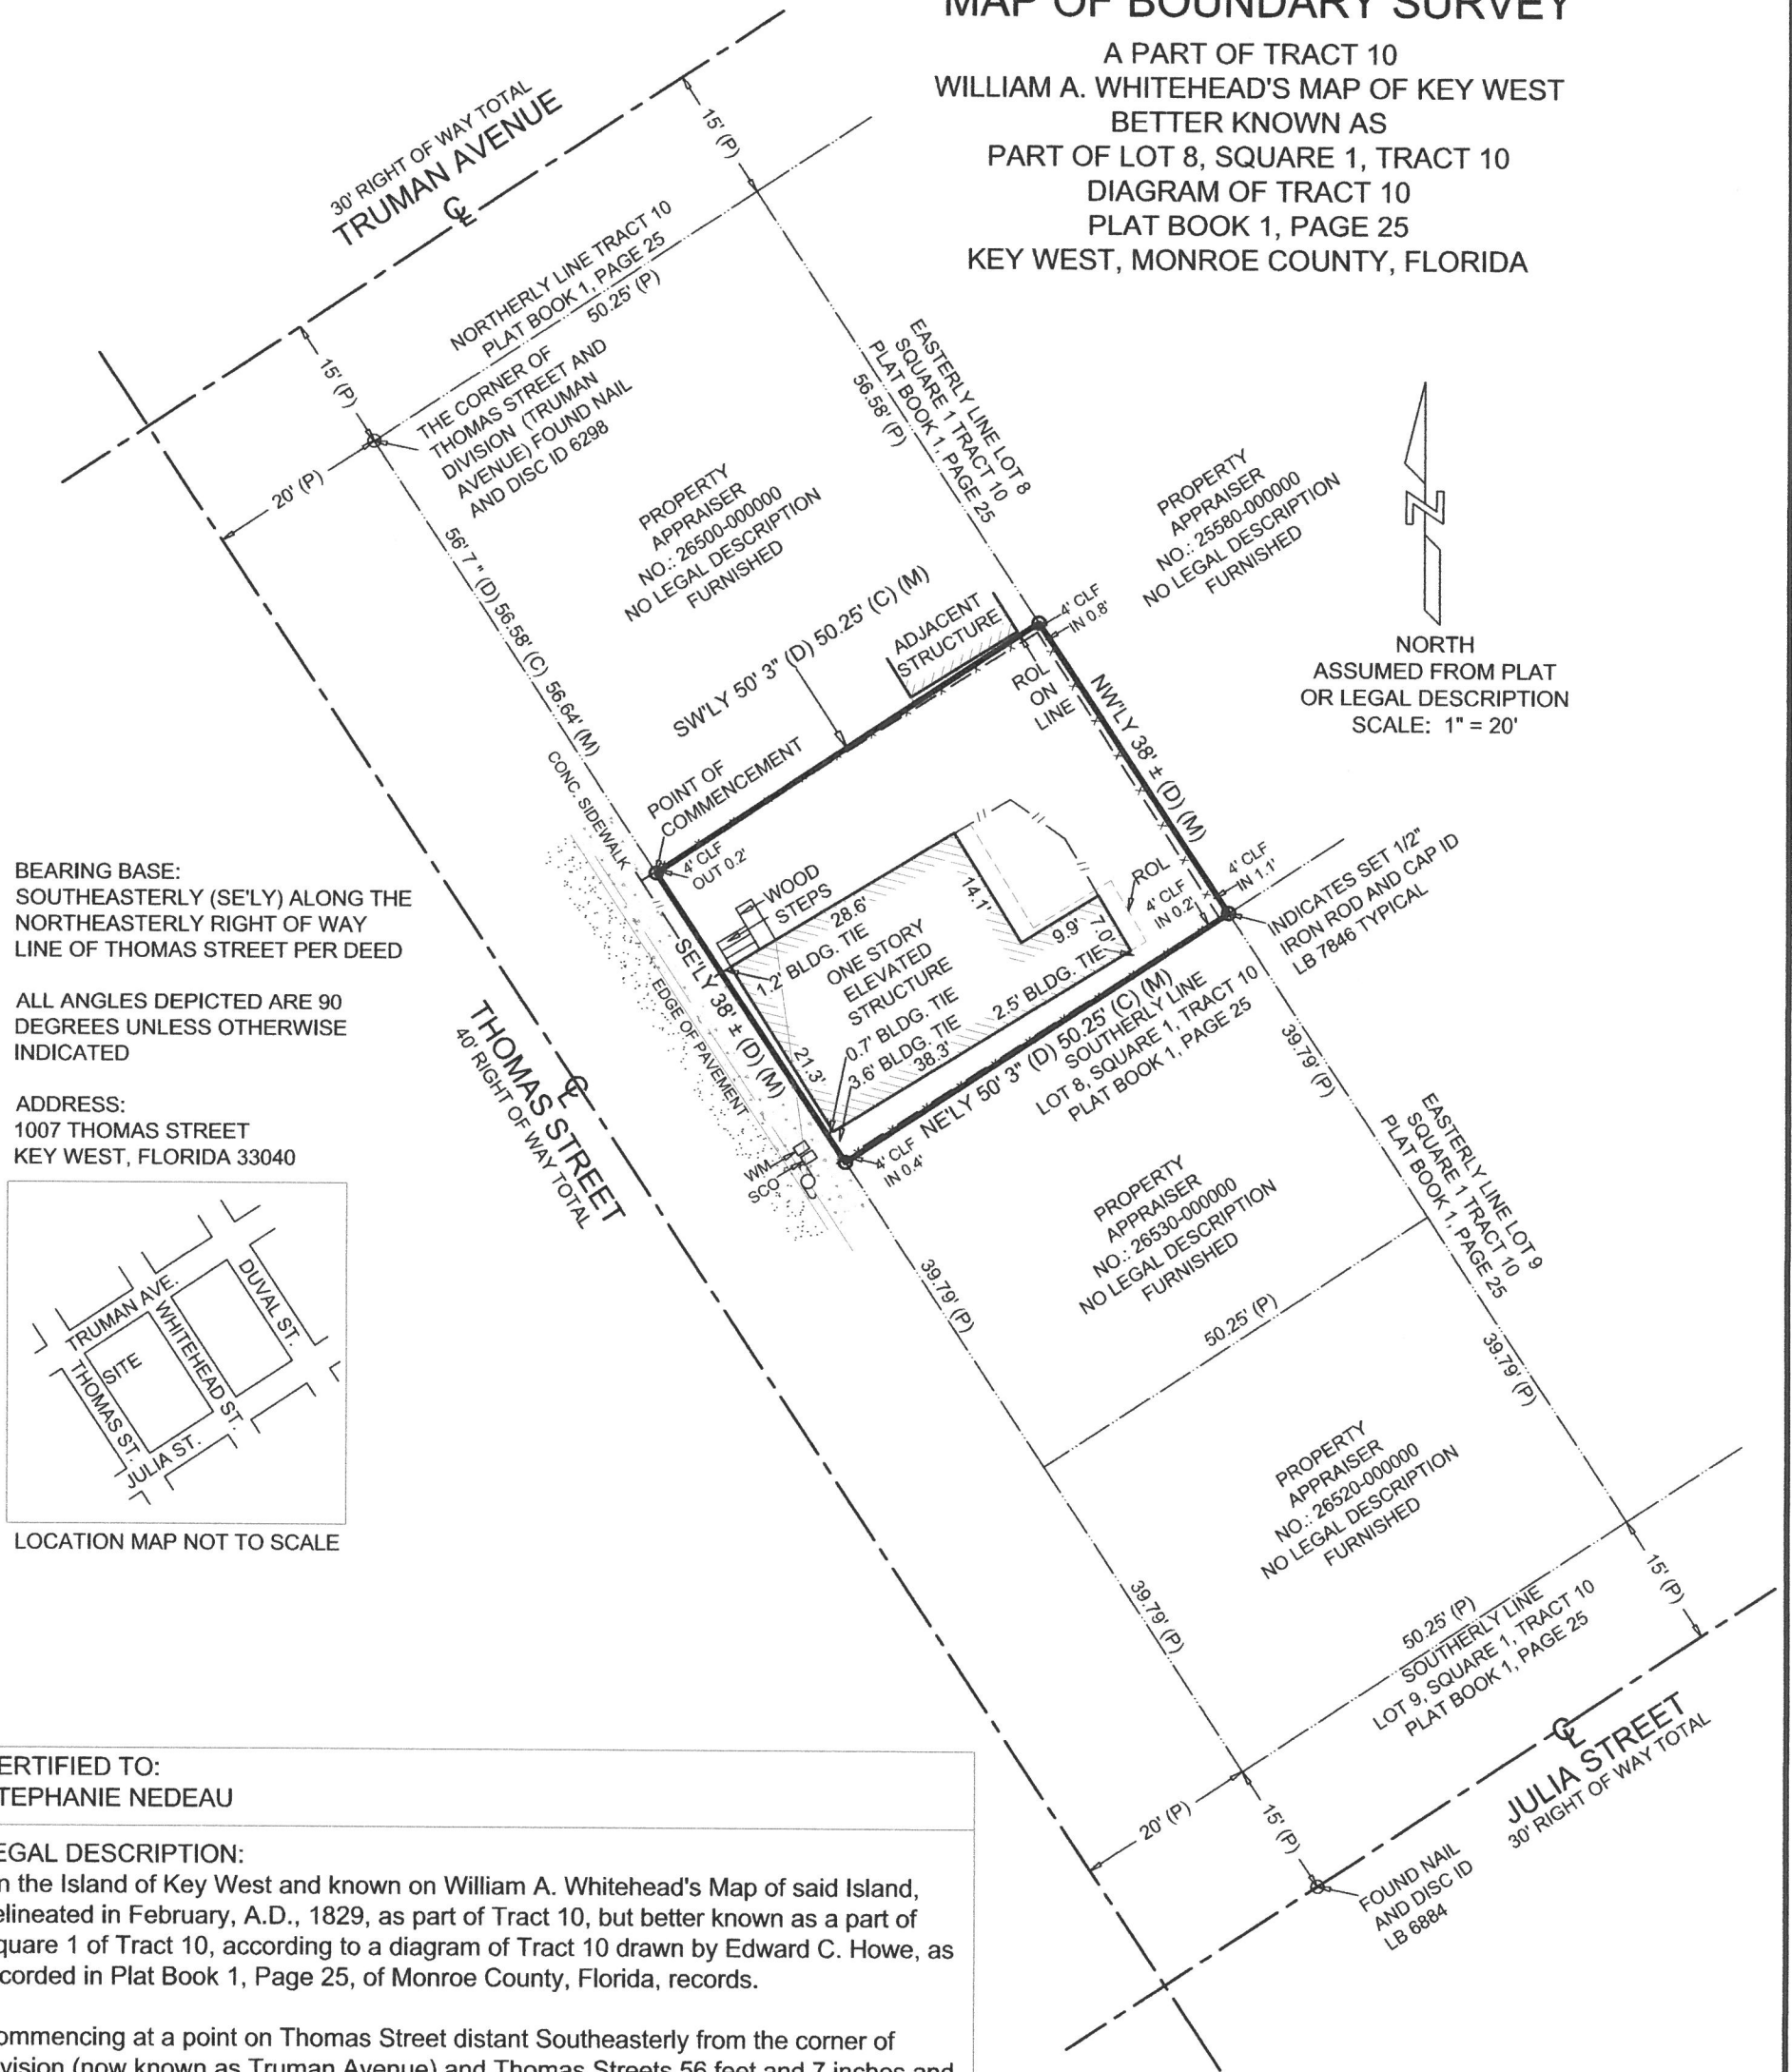 MAP OF BOUNDARY SURVEY
A PART OF TRACT 10
WILLIAM A. WHITEHEAD'S MAP OF KEY WEST
BETTER KNOWN AS
PART OF LOT 8, SQUARE 1, TRACT 10
DIAGRAM OF TRACT 10
PLAT BOOK 1, PAGE 25
KEY WEST, MONROE COUNTY, FLORIDA
30' RIGHT OF WAY TOTAL
TRUMAN AVENUE
15' (P)
NORTHERLY LINE TRACT 10
PLAT BOOK 1, PAGE 25
50.25' (P)
15' (P)
20' (P)
THE CORNER OF
THOMAS STREET AND
DIVISION (TRUMAN
AVENUE) FOUND NAIL
AND DISC ID 6298
EASTERLY LINE LOT 8
SQUARE 1 TRACT 10
PLAT BOOK 1, PAGE 25
56.58' (P)
PROPERTY
APPRAISER
NO.: 26500-000000
NO LEGAL DESCRIPTION
FURNISHED
PROPERTY
APPRAISER
NO.: 25580-000000
NO LEGAL DESCRIPTION
FURNISHED
N
NORTH
ASSUMED FROM PLAT
OR LEGAL DESCRIPTION
SCALE: 1" = 20'
56' 7" (D) 56.58' (C) 56.64' (M)
SW'LY 50' 3" (D) 50.25' (C) (M)
ADJACENT
STRUCTURE
4' CLF
IN 0.8'
ROL
ON
LINE
NW'LY 38' ± (D) (M)
CONC. SIDEWALK
POINT OF
COMMENCEMENT
4' CLF
OUT 0.2'
WOOD
STEPS
28.6'
14.1'
9.9'
7.0'
ROL
4' CLF
IN 0.2'
4' CLF
IN 1.1'
INDICATES SET 1/2"
IRON ROD AND CAP ID
LB 7846 TYPICAL
1.2' BLDG. TIE
ONE STORY
ELEVATED
STRUCTURE
0.7' BLDG. TIE
3.6' BLDG. TIE
2.5' BLDG. TIE
38.3'
21.3'
SE'LY 38' ± (D) (M)
EDGE OF PAVEMENT
NE'LY 50' 3" (D) 50.25' (C) (M)
SOUTHERLY LINE
LOT 8, SQUARE 1, TRACT 10
PLAT BOOK 1, PAGE 25
4' CLF
IN 0.4'
WM
SCO
THOMAS STREET
40' RIGHT OF WAY TOTAL
BEARING BASE:
SOUTHEASTERLY (SE'LY) ALONG THE
NORTHEASTERLY RIGHT OF WAY
LINE OF THOMAS STREET PER DEED
ALL ANGLES DEPICTED ARE 90
DEGREES UNLESS OTHERWISE
INDICATED
ADDRESS:
1007 THOMAS STREET
KEY WEST, FLORIDA 33040
TRUMAN AVE.
DUVAL ST.
WHITEHEAD ST.
SITE
THOMAS ST.
JULIA ST.
LOCATION MAP NOT TO SCALE
39.79' (P)
39.79' (P)
EASTERLY LINE LOT 9
SQUARE 1 TRACT 10
PLAT BOOK 1, PAGE 25
PROPERTY
APPRAISER
NO.: 26530-000000
NO LEGAL DESCRIPTION
FURNISHED
50.25' (P)
39.79' (P)
39.79' (P)
PROPERTY
APPRAISER
NO.: 26520-000000
NO LEGAL DESCRIPTION
FURNISHED
50.25' (P)
SOUTHERLY LINE
LOT 9, SQUARE 1, TRACT 10
PLAT BOOK 1, PAGE 25
15' (P)
20' (P)
15' (P)
JULIA STREET
30' RIGHT OF WAY TOTAL
FOUND NAIL
AND DISC ID
LB 6884
ERTIFIED TO:
TEPHANIE NEDEAU
EGAL DESCRIPTION:
n the Island of Key West and known on William A. Whitehead's Map of said Island,
elineated in February, A.D., 1829, as part of Tract 10, but better known as a part of
quare 1 of Tract 10, according to a diagram of Tract 10 drawn by Edward C. Howe, as
corded in Plat Book 1, Page 25, of Monroe County, Florida, records.
ommencing at a point on Thomas Street distant Southeasterly from the corner of
vision (now known as Truman Avenue) and Thomas Streets 56 feet and 7 inches and